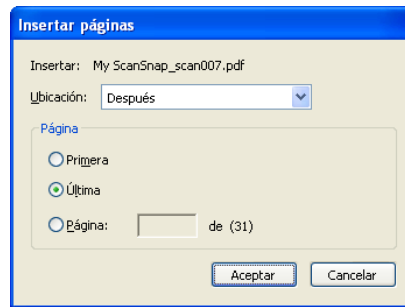 Insertar páginas
Insertar: My ScanSnap_scan007.pdf
Ubicación: Después
Página
Primera
Última
Página: de (31)
Aceptar Cancelar